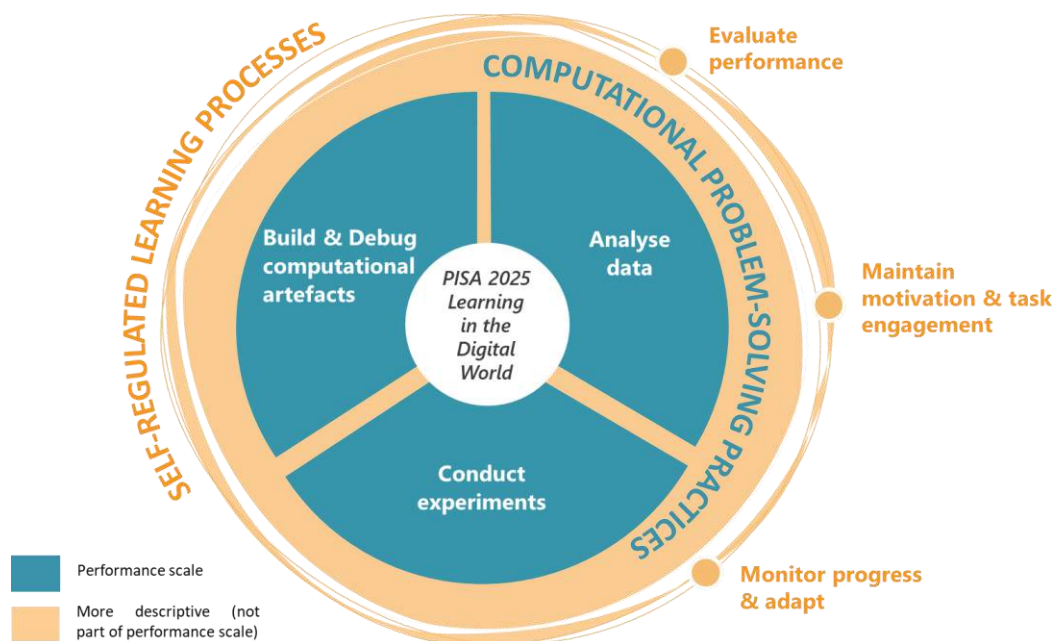 SELF-REGULATED LEARNING PROCESSES
COMPUTATIONAL PROBLEM-SOLVING PRACTICES
Evaluate
performance
Build & Debug
computational
artefacts
Analyse
data
PISA 2025
Learning
in the
Digital
World
Maintain
motivation & task
engagement
Conduct
experiments
Monitor progress
& adapt
Performance scale
More descriptive (not
part of performance scale)